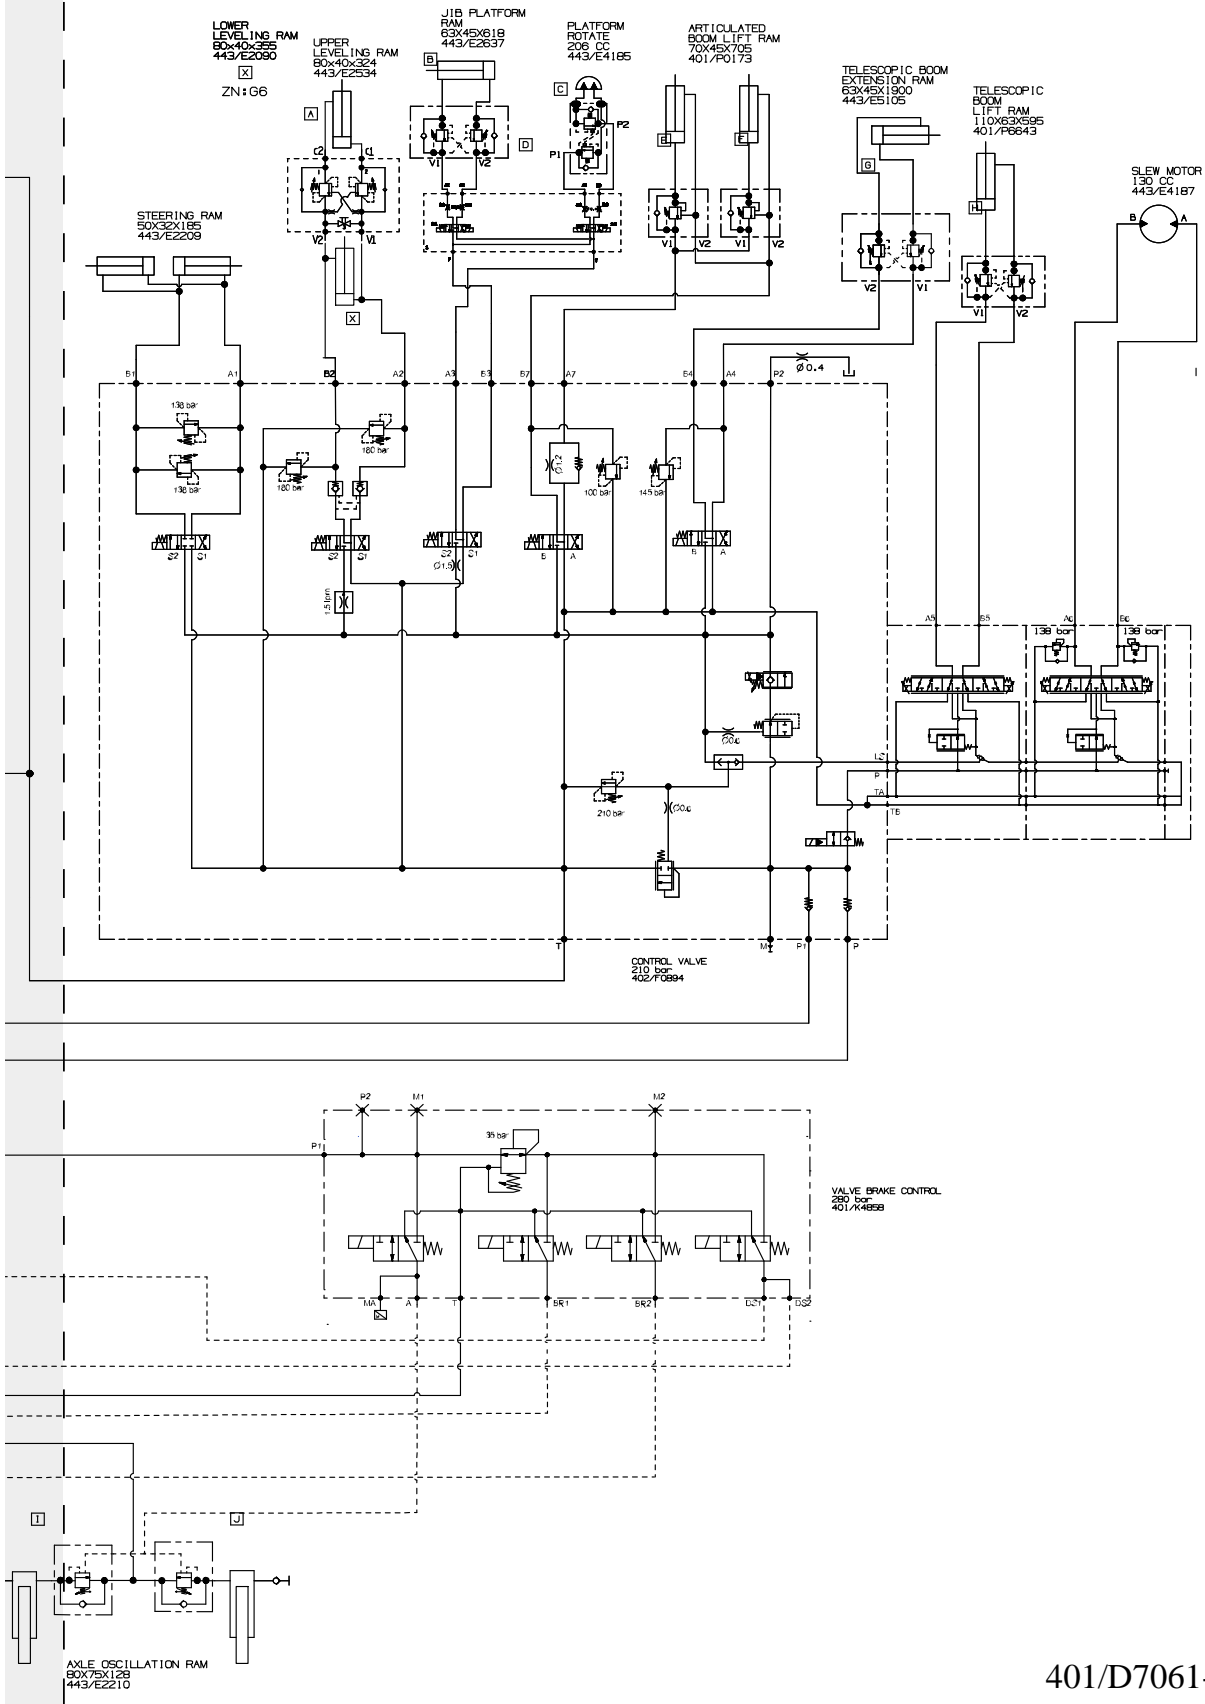 LOWER
LEVELING RAM
80x40x355
443/E2090
X
ZN:G6
UPPER
LEVELING RAM
80x40x324
443/E2534
A
JIB PLATFORM
RAM
63X45X618
443/E2637
B
PLATFORM
ROTATE
206 CC
443/E4185
C
D
ARTICULATED
BOOM LIFT RAM
70X45X705
401/P0173
E
F
TELESCOPIC BOOM
EXTENSION RAM
63X45X1900
443/E5105
G
TELESCOPIC
BOOM
LIFT RAM
110X63X595
401/P6643
H
SLEW MOTOR
130 CC
443/E4187
B A
STEERING RAM
50X32X185
443/E2209
C2 C1
V2 V1
X
V1 V2
P1 P2
V1 V2
V1 V2
V2 V1
V1 V2
B1 A1 B2 A2 A3 B3 B7 A7 B4 A4 P2
Ø0.4
138 bar
138 bar
180 bar
180 bar
Ø1.2
100 bar
145 bar
S2 S1
S2 S1
S2 S1
B A
B A
Ø1.5
1.5 lpm
A5 B5 A6 B6
138 bar 138 bar
Ø0.6
LS
P
TA
TB
210 bar
Ø0.6
T M P1 P
CONTROL VALVE
210 bar
402/F0894
P2 M1 M2
P1
35 bar
VALVE BRAKE CONTROL
280 bar
401/K4858
MA A T BR1 BR2 DS1 DS2
I J
AXLE OSCILLATION RAM
80X75X128
443/E2210
401/D7061-